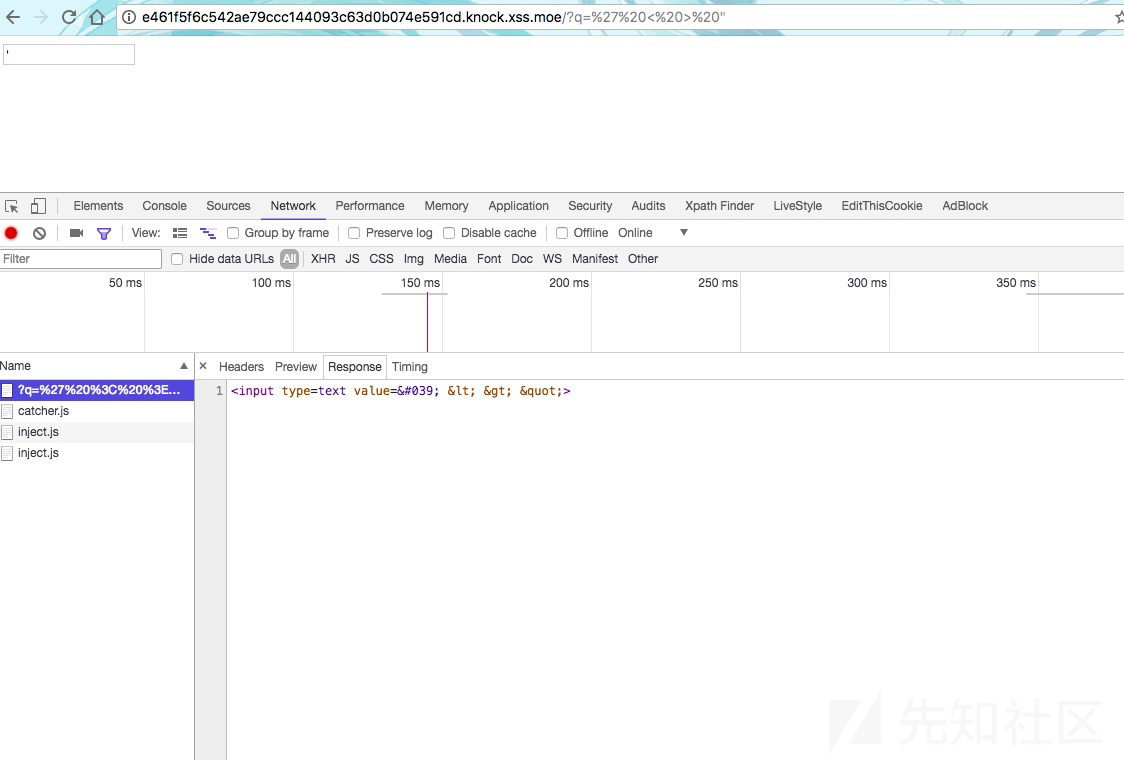 e461f5f6c542ae79ccc144093c63d0b074e591cd.knock.xss.moe/?q=%27%20<%20>%20"
'
Elements Console Sources Network Performance Memory Application Security Audits Xpath Finder LiveStyle EditThisCookie AdBlock
View: Group by frame Preserve log Disable cache Offline Online ▼
Filter Hide data URLs All XHR JS CSS Img Media Font Doc WS Manifest Other
50 ms 100 ms 150 ms 200 ms 250 ms 300 ms 350 ms
Name ▲ × Headers Preview Response Timing
?q=%27%20%3C%20%3E... 1 <input type=text value=&#039; &lt; &gt; &quot;>
catcher.js
inject.js
inject.js
先知社区